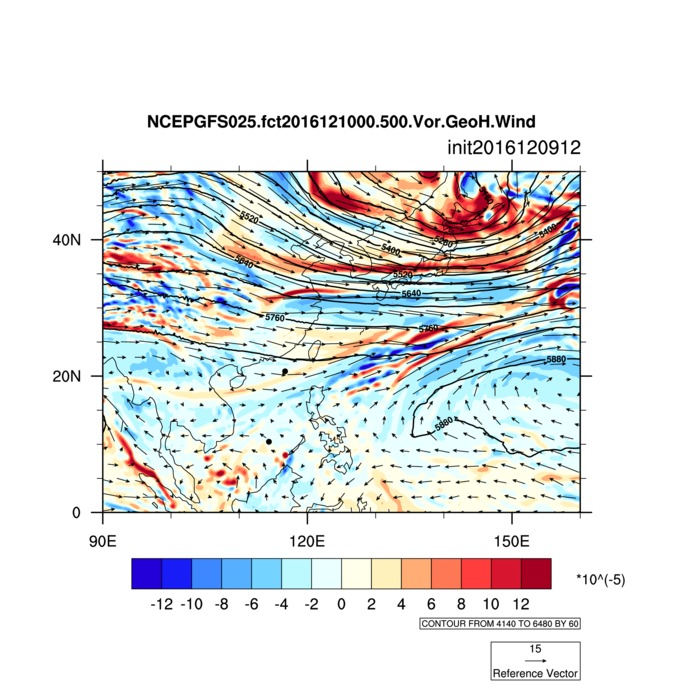 NCEPGFS025.fct2016121000.500.Vor.GeoH.Wind
init2016120912
40N
20N
0
90E 120E 150E
5520
5640
5760
5400
5280
5520
5640
5760
5400
5880
5880
-12 -10 -8 -6 -4 -2 0 2 4 6 8 10 12
*10^(-5)
CONTOUR FROM 4140 TO 6480 BY 60
15
Reference Vector